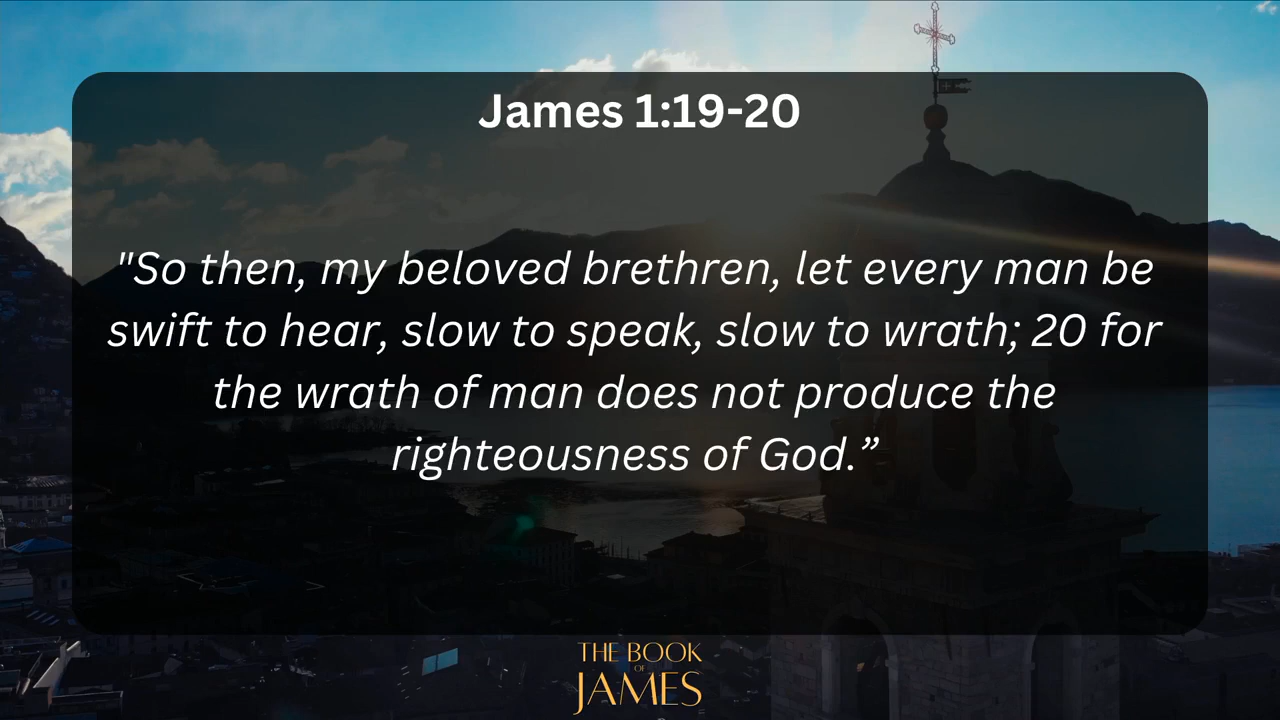 James 1:19-20
"So then, my beloved brethren, let every man be
swift to hear, slow to speak, slow to wrath; 20 for
the wrath of man does not produce the
righteousness of God.”
THE BOOK
OF
JAMES